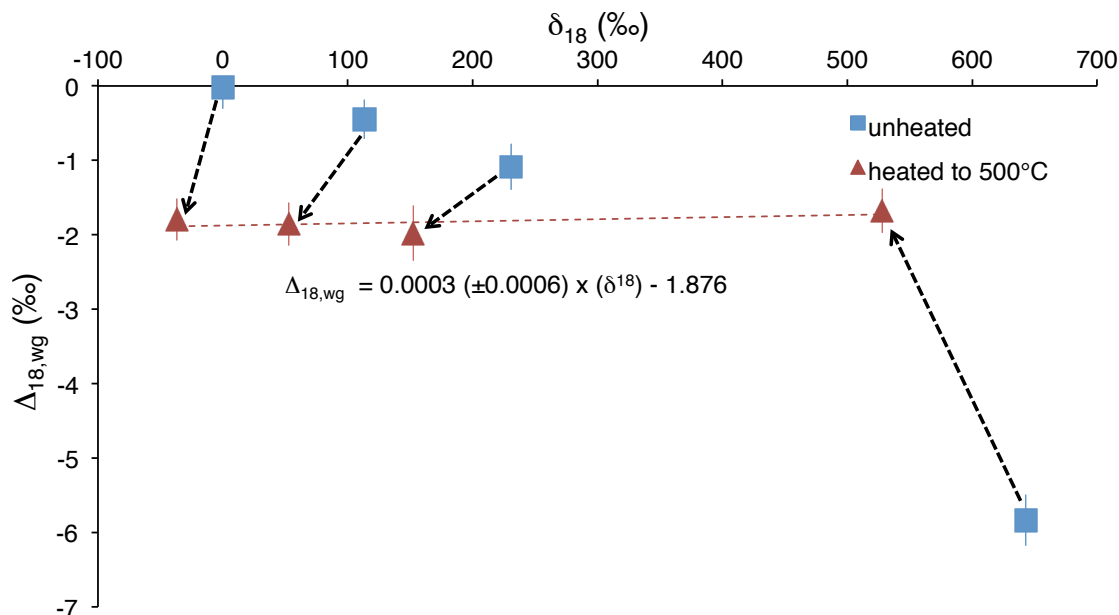 δ18 (‰)
-100 0 100 200 300 400 500 600 700
0
unheated
-1
heated to 500°C
-2
Δ18,wg = 0.0003 (±0.0006) x (δ18) - 1.876
-3
Δ18,wg (‰)
-4
-5
-6
-7